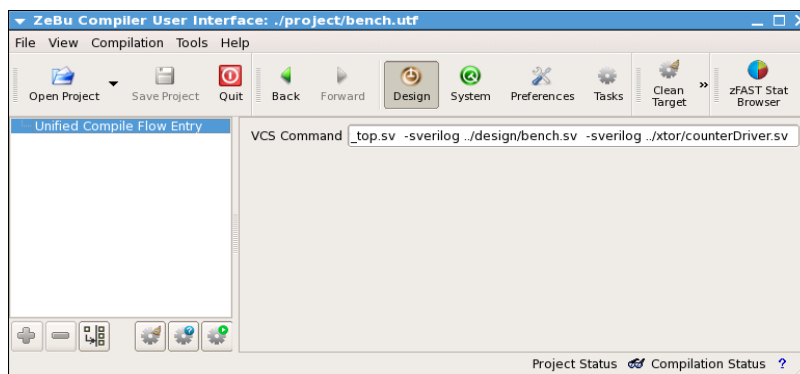 ZeBu Compiler User Interface: ./project/bench.utf
File View Compilation Tools Help
Open Project Save Project Quit Back Forward Design System Preferences Tasks Clean Target » zFAST Stat Browser
Unified Compile Flow Entry
VCS Command _top.sv -sverilog ../design/bench.sv -sverilog ../xtor/counterDriver.sv
Project Status Compilation Status ?